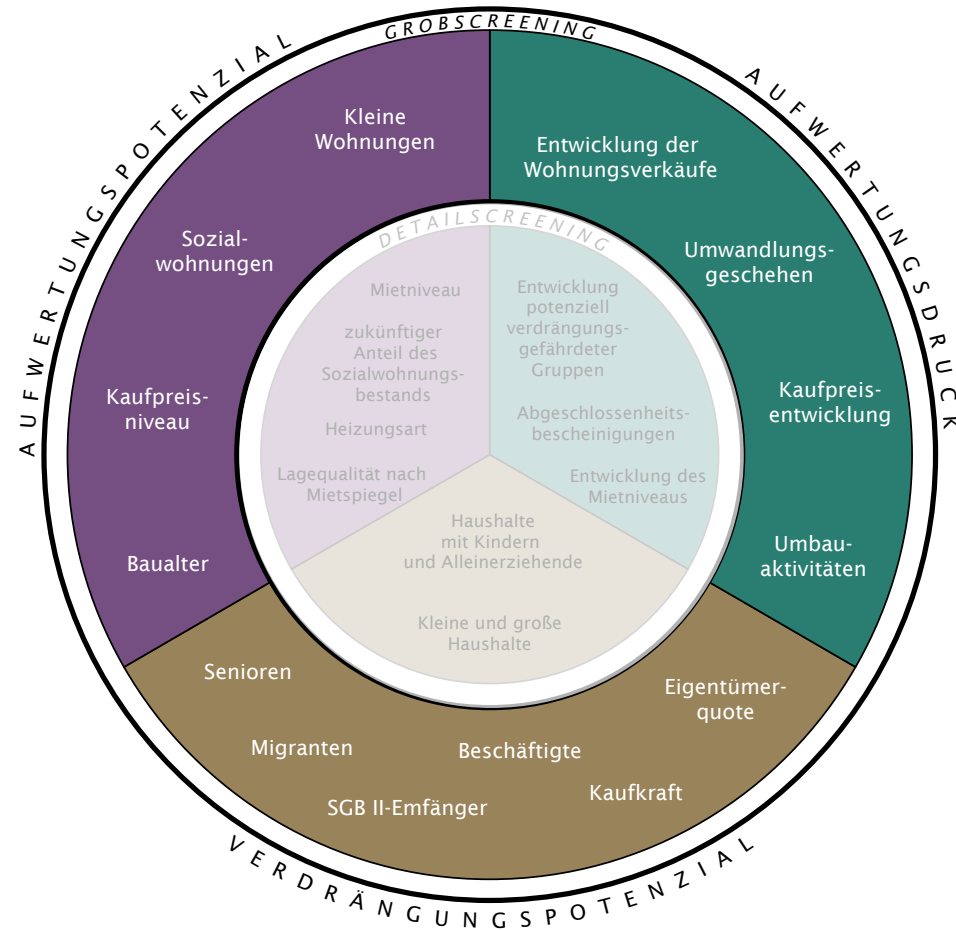 GROBSCREENING
AUFWERTUNGSPOTENZIAL
AUFWERTUNGSDRUCK
Kleine
Wohnungen
Sozial-
wohnungen
Kaufpreis-
niveau
Baualter
Entwicklung der
Wohnungsverkäufe
Umwandlungs-
geschehen
Kaufpreis-
entwicklung
Umbau-
aktivitäten
DETAILSCREENING
Mietniveau
zukünftiger
Anteil des
Sozialwohnungs-
bestands
Heizungsart
Lagequalität nach
Mietspiegel
Entwicklung
potenziell
verdrängungs-
gefährdeter
Gruppen
Abgeschlossenheits-
bescheinigungen
Entwicklung des
Mietniveaus
Haushalte
mit Kindern
und Alleinerziehende
Kleine und große
Haushalte
Senioren
Migranten
SGB II-Emfänger
Beschäftigte
Kaufkraft
Eigentümer-
quote
VERDRÄNGUNGSPOTENZIAL